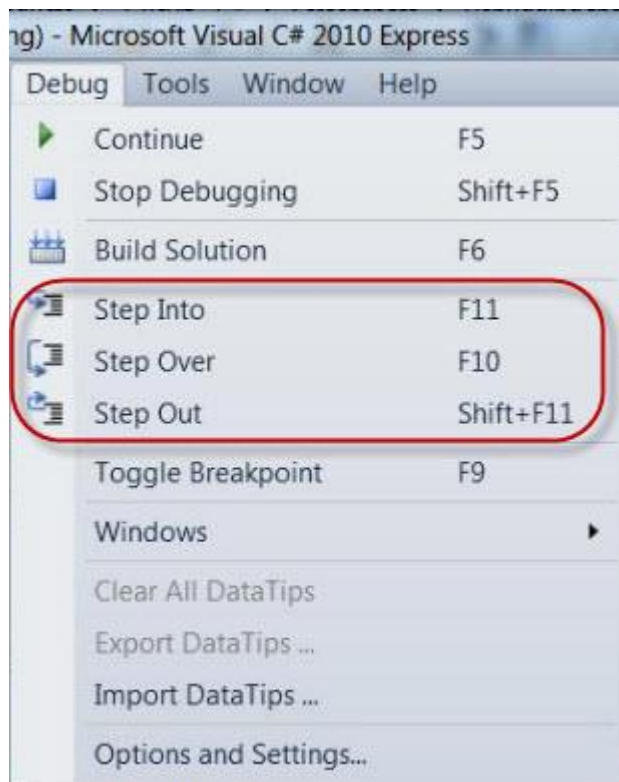 ng) - Microsoft Visual C# 2010 Express
Debug Tools Window Help
Continue F5
Stop Debugging Shift+F5
Build Solution F6
Step Into F11
Step Over F10
Step Out Shift+F11
Toggle Breakpoint F9
Windows
Clear All DataTips
Export DataTips ...
Import DataTips ...
Options and Settings...